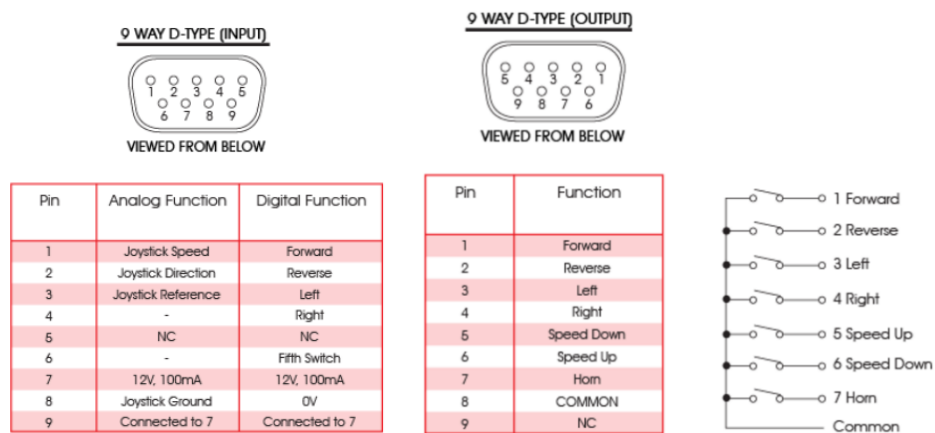 9 WAY D-TYPE (INPUT)
1 2 3 4 5
6 7 8 9
VIEWED FROM BELOW
9 WAY D-TYPE (OUTPUT)
5 4 3 2 1
9 8 7 6
VIEWED FROM BELOW
Pin Analog Function Digital Function
1 Joystick Speed Forward
2 Joystick Direction Reverse
3 Joystick Reference Left
4 - Right
5 NC NC
6 - Fifth Switch
7 12V, 100mA 12V, 100mA
8 Joystick Ground 0V
9 Connected to 7 Connected to 7
Pin Function
1 Forward
2 Reverse
3 Left
4 Right
5 Speed Down
6 Speed Up
7 Horn
8 COMMON
9 NC
1 Forward
2 Reverse
3 Left
4 Right
5 Speed Up
6 Speed Down
7 Horn
Common